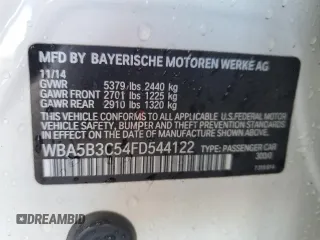 MFD BY BAYERISCHE MOTOREN WERKE AG
11/14
GVWR 5379 lbs 2440 kg
GAWR FRONT 2701 lbs 1225 kg
GAWR REAR 2910 lbs 1320 kg
THIS VEHICLE CONFORMS TO ALL APPLICABLE
U.S. FEDERAL MOTOR VEHICLE SAFETY, BUMPER,
AND THEFT PREVENTION STANDARDS IN EFFECT
ON THE DATE OF MANUFACTURE SHOWN ABOVE.
WBA5B3C54FD544122 TYPE: PASSENGER CAR
DREAMBID